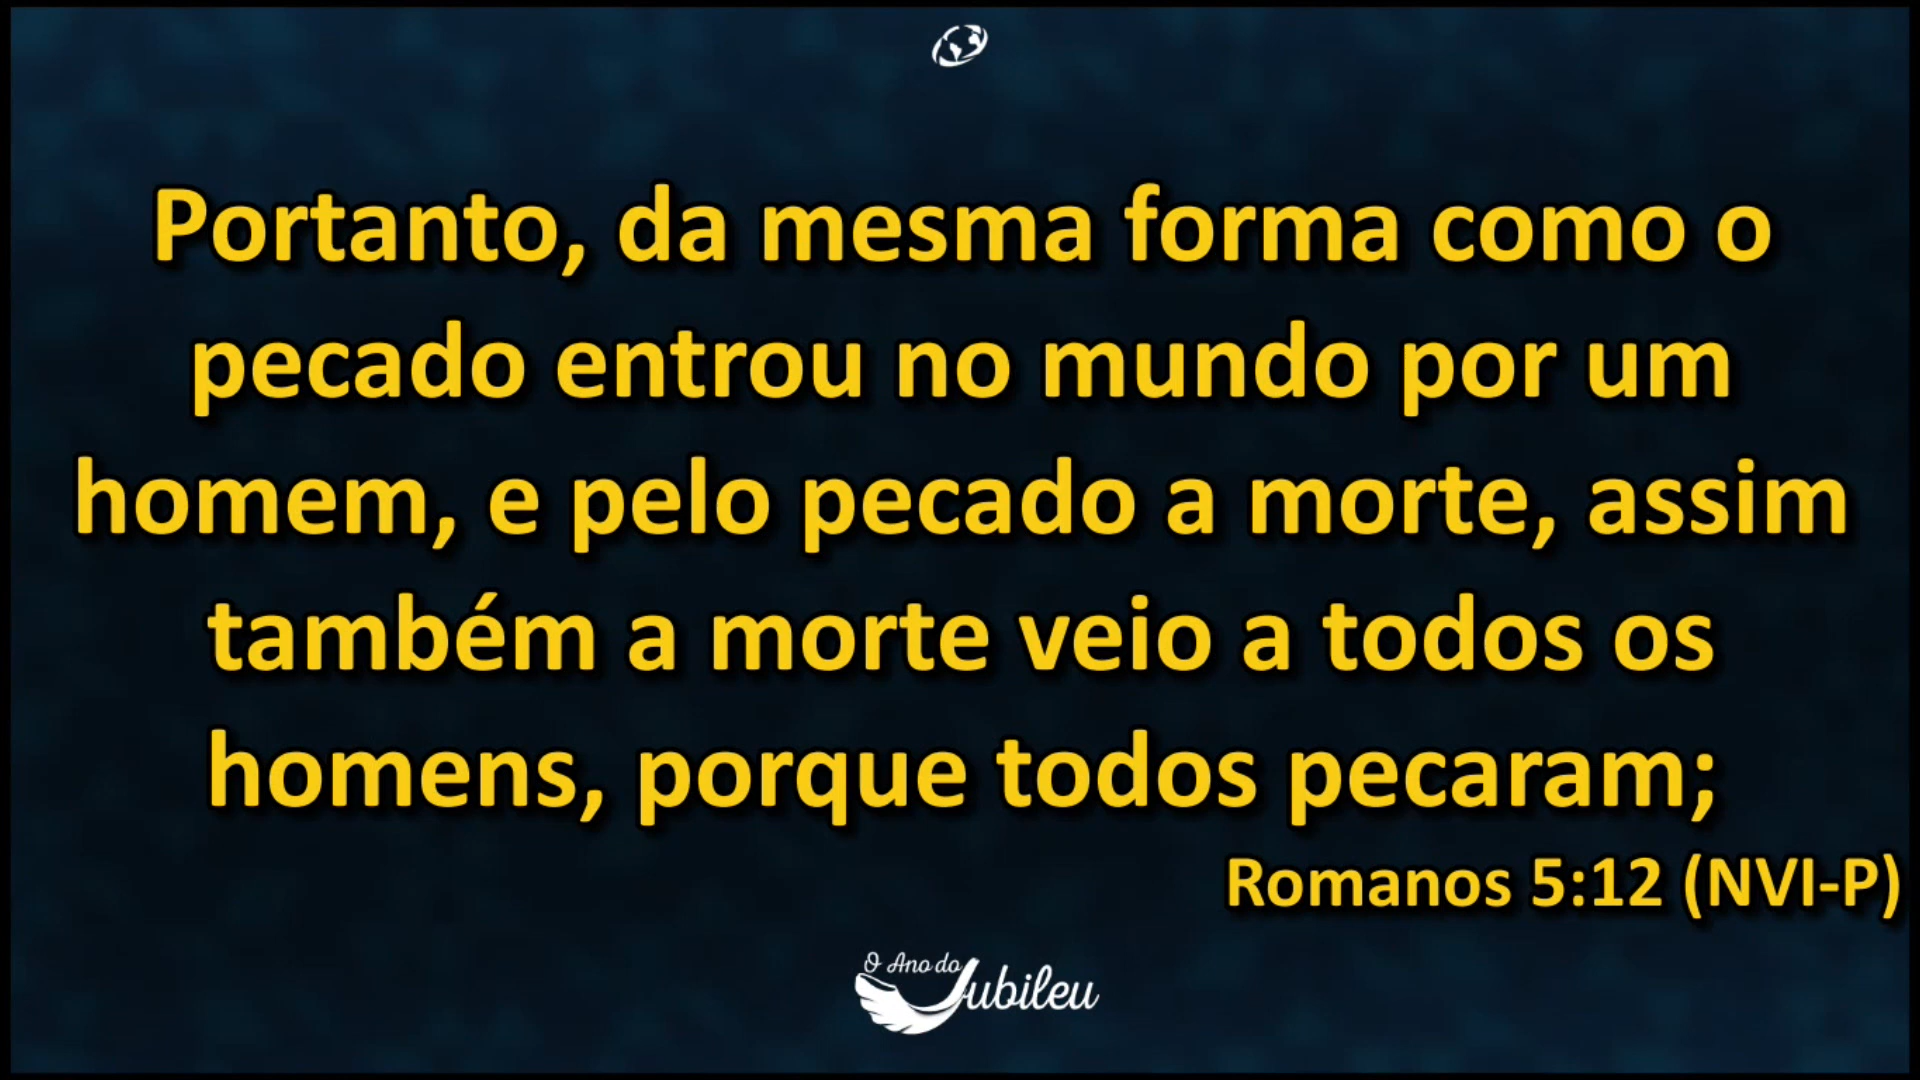 Portanto, da mesma forma como o
pecado entrou no mundo por um
homem, e pelo pecado a morte, assim
também a morte veio a todos os
homens, porque todos pecaram;
Romanos 5:12 (NVI-P)
O Ano do
Jubileu